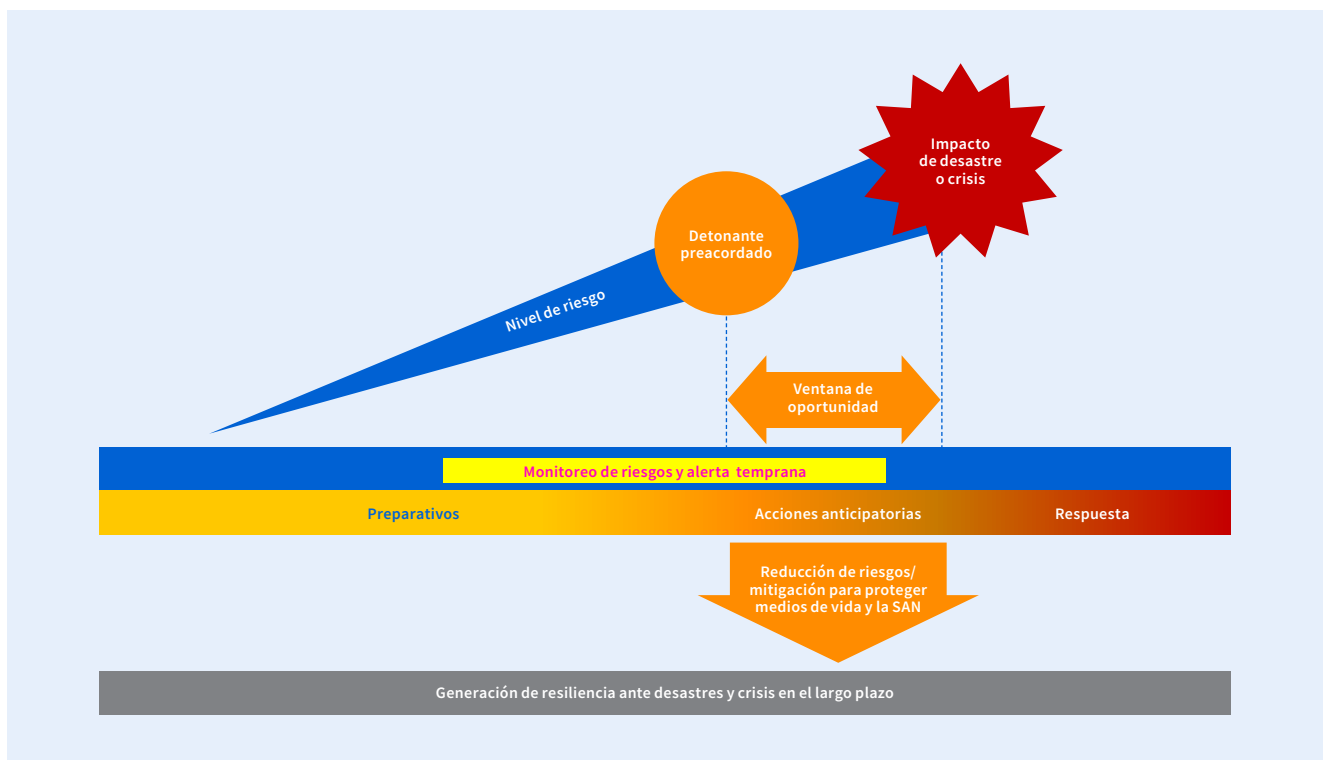 Impacto
de desastre
o crisis
Detonante
preacordado
Nivel de riesgo
Ventana de
oportunidad
Monitoreo de riesgos y alerta temprana
Preparativos
Acciones anticipatorias
Respuesta
Reducción de riesgos/
mitigación para proteger
medios de vida y la SAN
Generación de resiliencia ante desastres y crisis en el largo plazo